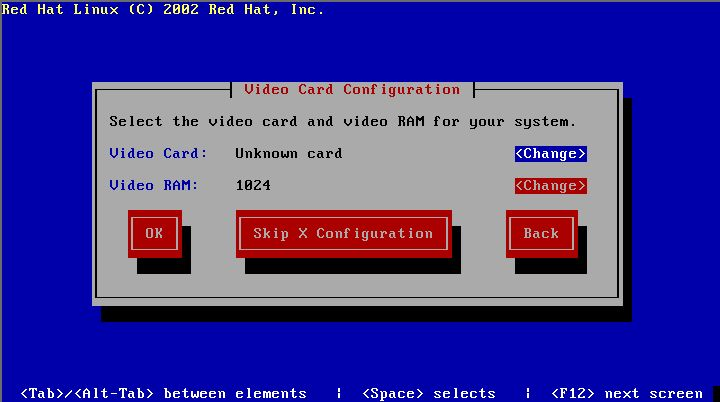 Red Hat Linux (C) 2002 Red Hat, Inc.
Video Card Configuration
Select the video card and video RAM for your system.
Video Card: Unknown card <Change>
Video RAM: 1024 <Change>
OK Skip X Configuration Back
<Tab>/<Alt-Tab> between elements | <Space> selects | <F12> next screen